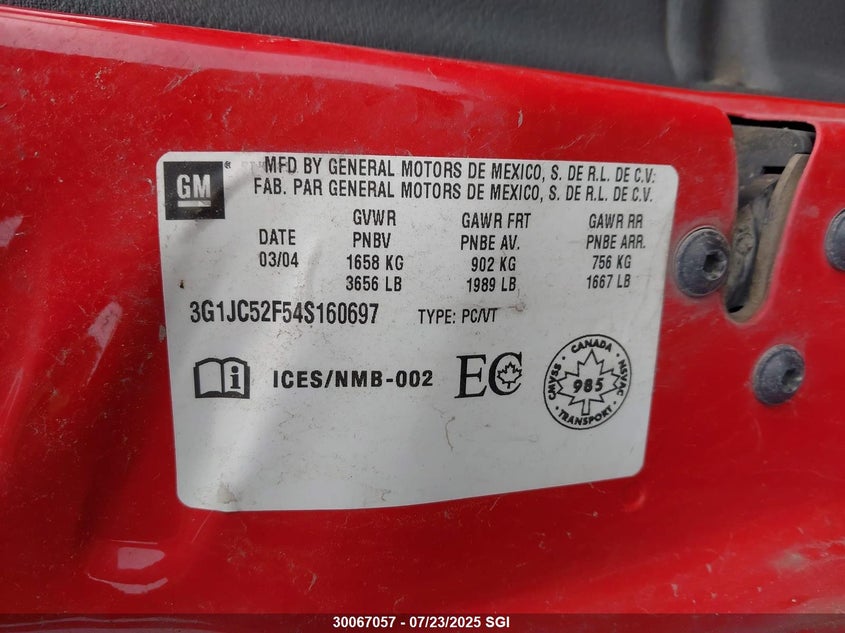 GM
MFD BY GENERAL MOTORS DE MEXICO, S. DE R.L. DE C.V.
FAB. PAR GENERAL MOTORS DE MEXICO, S. DE R.L. DE C.V.
GVWR GAWR FRT GAWR RR
DATE PNBV PNBE AV. PNBE ARR.
03/04 1658 KG 902 KG 756 KG
3656 LB 1989 LB 1667 LB
3G1JC52F54S160697 TYPE: PC/VT
ICES/NMB-002 EC
CANADA
CMVSS 985 NSVAC
TRANSPORT
30067057 - 07/23/2025 SGI